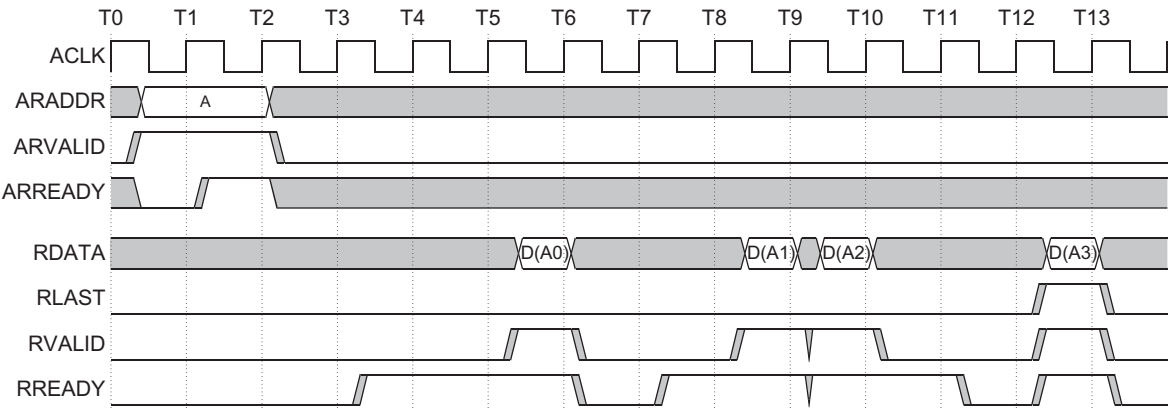 T0 T1 T2 T3 T4 T5 T6 T7 T8 T9 T10 T11 T12 T13
ACLK
ARADDR A
ARVALID
ARREADY
RDATA D(A0) D(A1) D(A2) D(A3)
RLAST
RVALID
RREADY